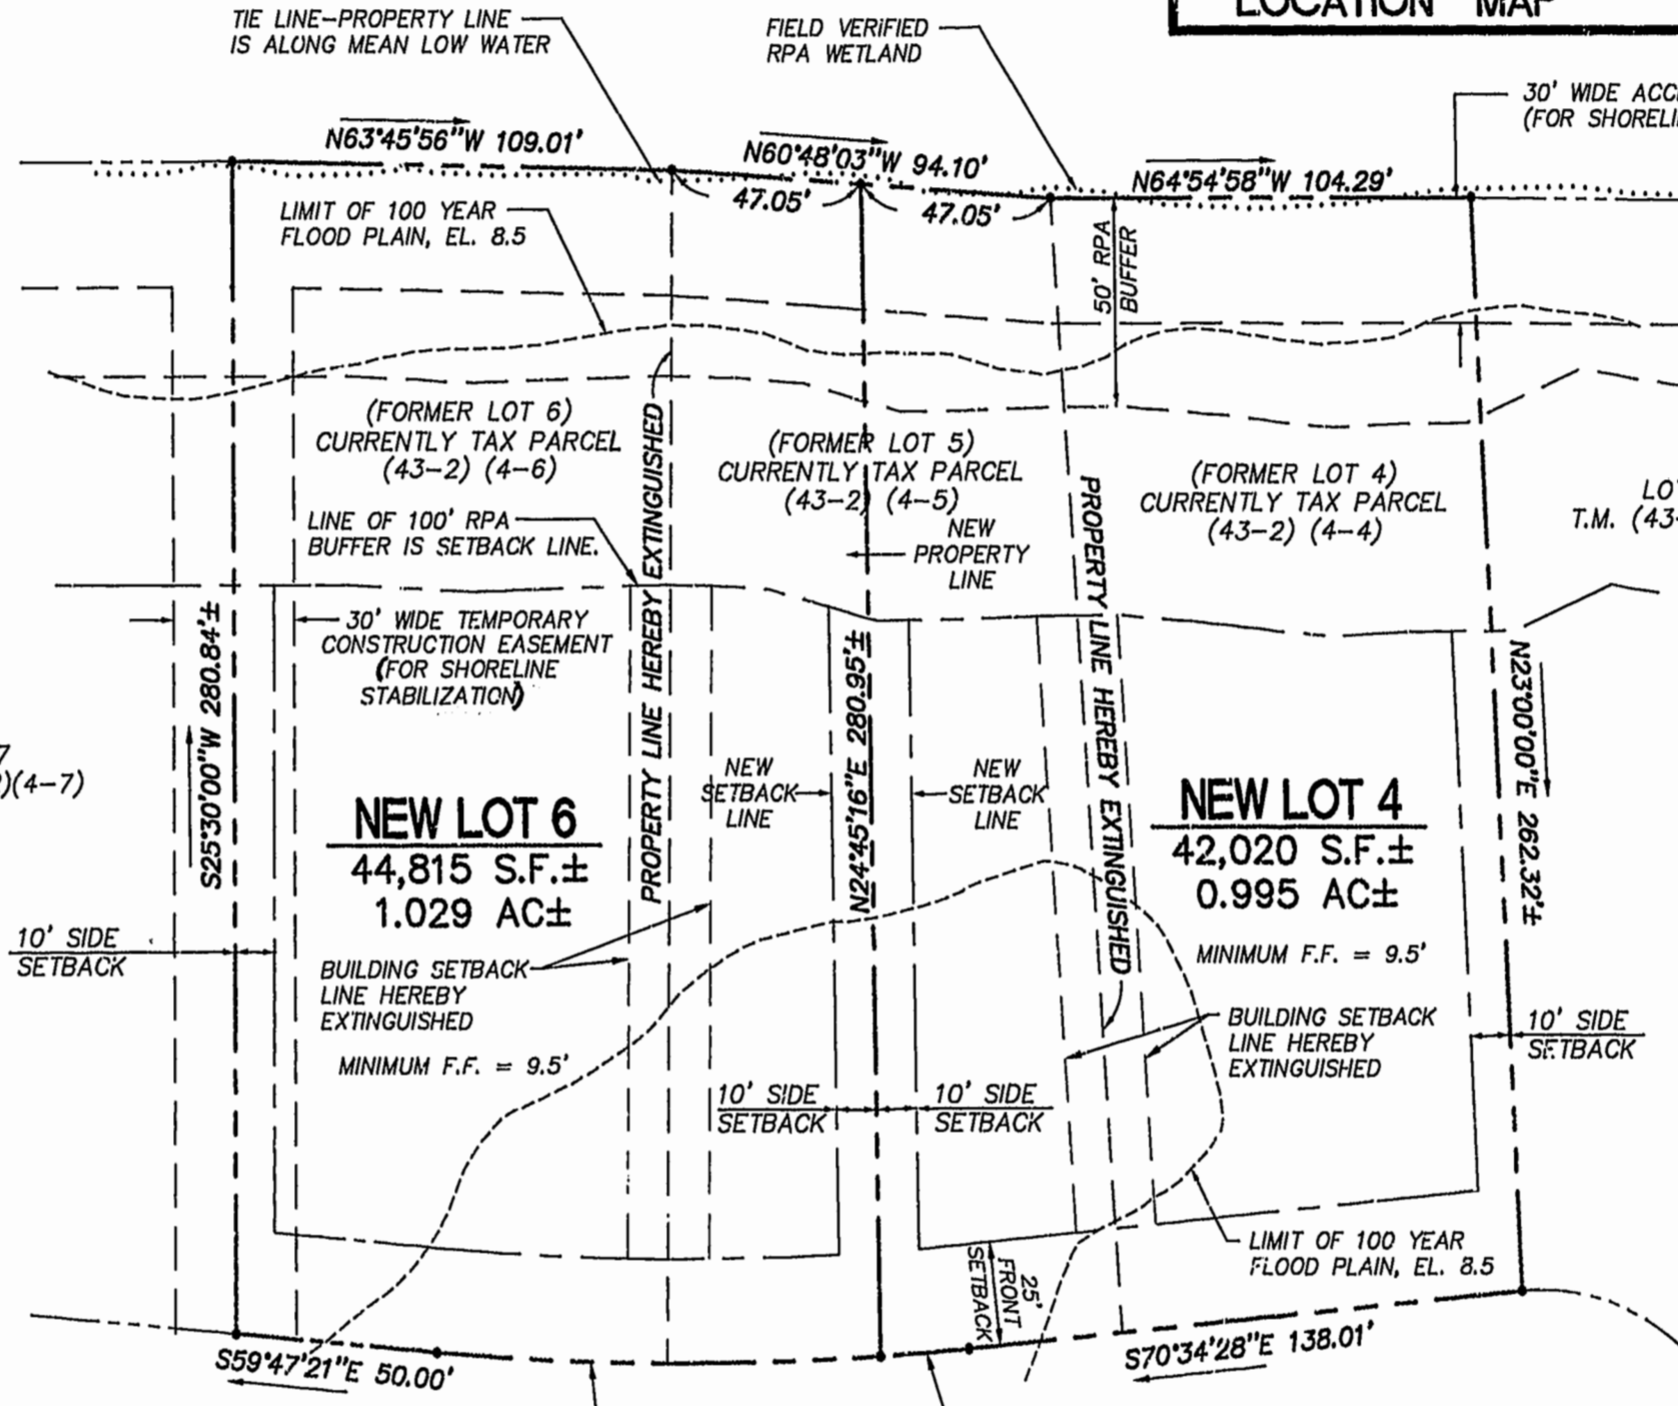 LOCATION MAP
TIE LINE-PROPERTY LINE
IS ALONG MEAN LOW WATER
FIELD VERIFIED
RPA WETLAND
30' WIDE
(FOR
N63°45'56"W 109.01'
N60°48'03"W 94.10'
47.05'
47.05'
N64°54'58"W 104.29'
LIMIT OF 100 YEAR
FLOOD PLAIN, EL. 8.5
50' RPA
BUFFER
(FORMER LOT 6)
CURRENTLY TAX PARCEL
(43-2) (4-6)
(FORMER LOT 5)
CURRENTLY TAX PARCEL
(43-2) (4-5)
(FORMER LOT 4)
CURRENTLY TAX PARCEL
(43-2) (4-4)
T.M. (43-
LINE OF 100' RPA
BUFFER IS SETBACK LINE.
NEW
PROPERTY
LINE
PROPERTY LINE HEREBY EXTINGUISHED
PROPERTY LINE HEREBY EXTINGUISHED
30' WIDE TEMPORARY
CONSTRUCTION EASEMENT
(FOR SHORELINE
STABILIZATION)
S25°30'00"W 280.84'±
N24°45'16"E 280.95'±
N23°00'00"E 262.32'±
7
)(4-7)
NEW
SETBACK
LINE
NEW
SETBACK
LINE
NEW LOT 6
44,815 S.F.±
1.029 AC±
NEW LOT 4
42,020 S.F.±
0.995 AC±
10' SIDE
SETBACK
BUILDING SETBACK
LINE HEREBY
EXTINGUISHED
MINIMUM F.F. = 9.5'
MINIMUM F.F. = 9.5'
BUILDING SETBACK
LINE HEREBY
EXTINGUISHED
10' SIDE
SETBACK
10' SIDE
SETBACK
10' SIDE
SETBACK
25'
FRONT
SETBACK
LIMIT OF 100 YEAR
FLOOD PLAIN, EL. 8.5
S59°47'21"E 50.00'
S70°34'28"E 138.01'